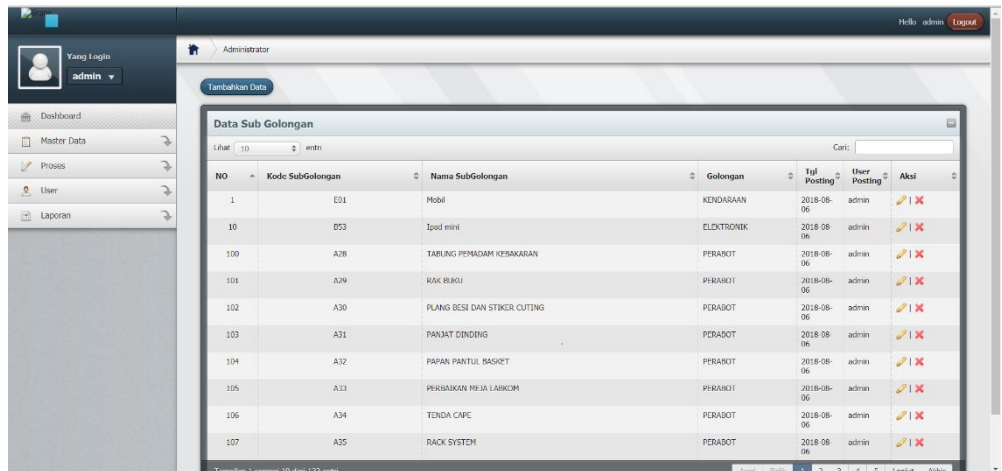 Hello admin Logout
Yang Login
admin
Administrator
Tambahkan Data
Dashboard
Master Data
Proses
User
Laporan
Data Sub Golongan
Lihat 10 entri
Cari:
NO Kode SubGolongan Nama SubGolongan Golongan Tgl Posting User Posting Aksi
1 E01 Mobil KENDARAAN 2018-08-06 admin |
10 B53 Ipad mini ELEKTRONIK 2018-08-06 admin |
100 A28 TABUNG PEMADAM KEBAKARAN PERABOT 2018-08-06 admin |
101 A29 RAK BUKU PERABOT 2018-08-06 admin |
102 A30 PLANG BESI DAN STIKER CUTING PERABOT 2018-08-06 admin |
103 A31 PANJAT DINDING PERABOT 2018-08-06 admin |
104 A32 PAPAN PANTUL BASKET PERABOT 2018-08-06 admin |
105 A33 PERBAIKAN MEJA LABKOM PERABOT 2018-08-06 admin |
106 A34 TENDA CAPE PERABOT 2018-08-06 admin |
107 A35 RACK SYSTEM PERABOT 2018-08-06 admin |
1 2 3 4 5